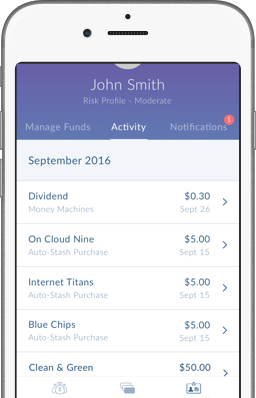 John Smith
Risk Profile - Moderate
Manage Funds Activity Notifications 1
September 2016
Dividend $0.30
Money Machines Sept 26
On Cloud Nine $5.00
Auto-Stash Purchase Sept 15
Internet Titans $5.00
Auto-Stash Purchase Sept 15
Blue Chips $5.00
Auto-Stash Purchase Sept 15
Clean & Green $50.00